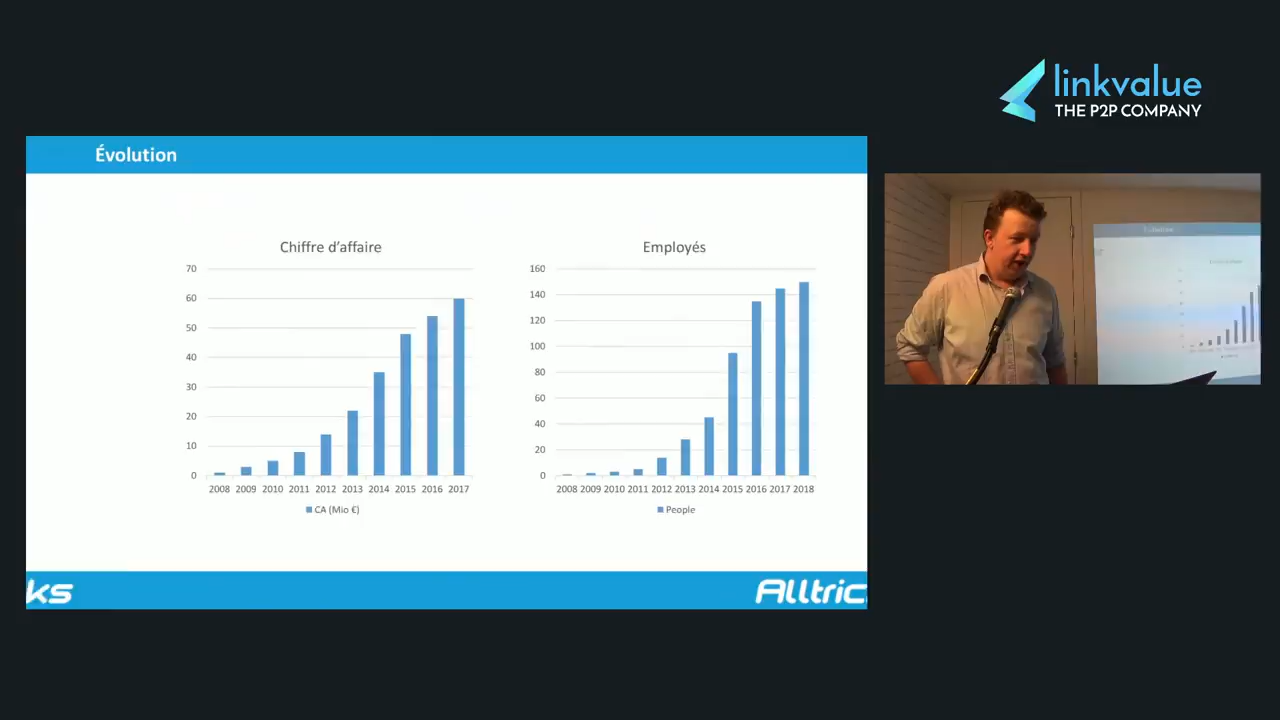 linkvalue
THE P2P COMPANY
Évolution
Chiffre d'affaire
70
60
50
40
30
20
10
0
2008 2009 2010 2011 2012 2013 2014 2015 2016 2017
CA (Mio €)
Employés
160
140
120
100
80
60
40
20
0
2008 2009 2010 2011 2012 2013 2014 2015 2016 2017 2018
People
ks
Alltric